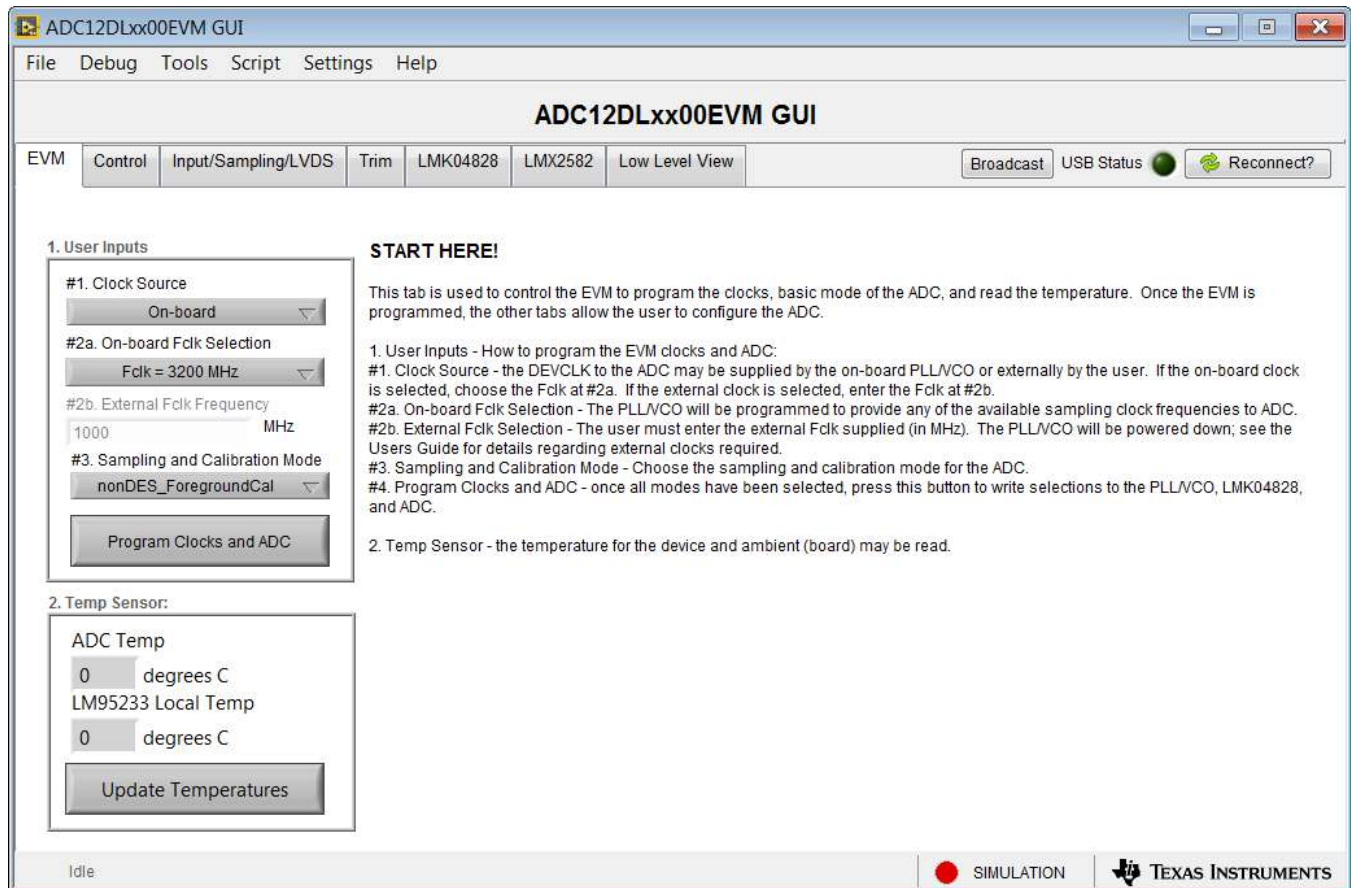 ADC12DLxx00EVM GUI
File Debug Tools Script Settings Help
ADC12DLxx00EVM GUI
EVM Control Input/Sampling/LVDS Trim LMK04828 LMX2582 Low Level View Broadcast USB Status Reconnect?
1. User Inputs
#1. Clock Source
On-board
#2a. On-board Fclk Selection
Fclk = 3200 MHz
#2b. External Fclk Frequency
1000 MHz
#3. Sampling and Calibration Mode
nonDES_ForegroundCal
Program Clocks and ADC
2. Temp Sensor:
ADC Temp
0 degrees C
LM95233 Local Temp
0 degrees C
Update Temperatures
START HERE!
This tab is used to control the EVM to program the clocks, basic mode of the ADC, and read the temperature. Once the EVM is
programmed, the other tabs allow the user to configure the ADC.
1. User Inputs - How to program the EVM clocks and ADC:
#1. Clock Source - the DEVCLK to the ADC may be supplied by the on-board PLL/VCO or externally by the user. If the on-board clock
is selected, choose the Fclk at #2a. If the external clock is selected, enter the Fclk at #2b.
#2a. On-board Fclk Selection - The PLL/VCO will be programmed to provide any of the available sampling clock frequencies to ADC.
#2b. External Fclk Selection - The user must enter the external Fclk supplied (in MHz). The PLL/VCO will be powered down; see the
Users Guide for details regarding external clocks required.
#3. Sampling and Calibration Mode - Choose the sampling and calibration mode for the ADC.
#4. Program Clocks and ADC - once all modes have been selected, press this button to write selections to the PLL/VCO, LMK04828,
and ADC.
2. Temp Sensor - the temperature for the device and ambient (board) may be read.
Idle SIMULATION TEXAS INSTRUMENTS